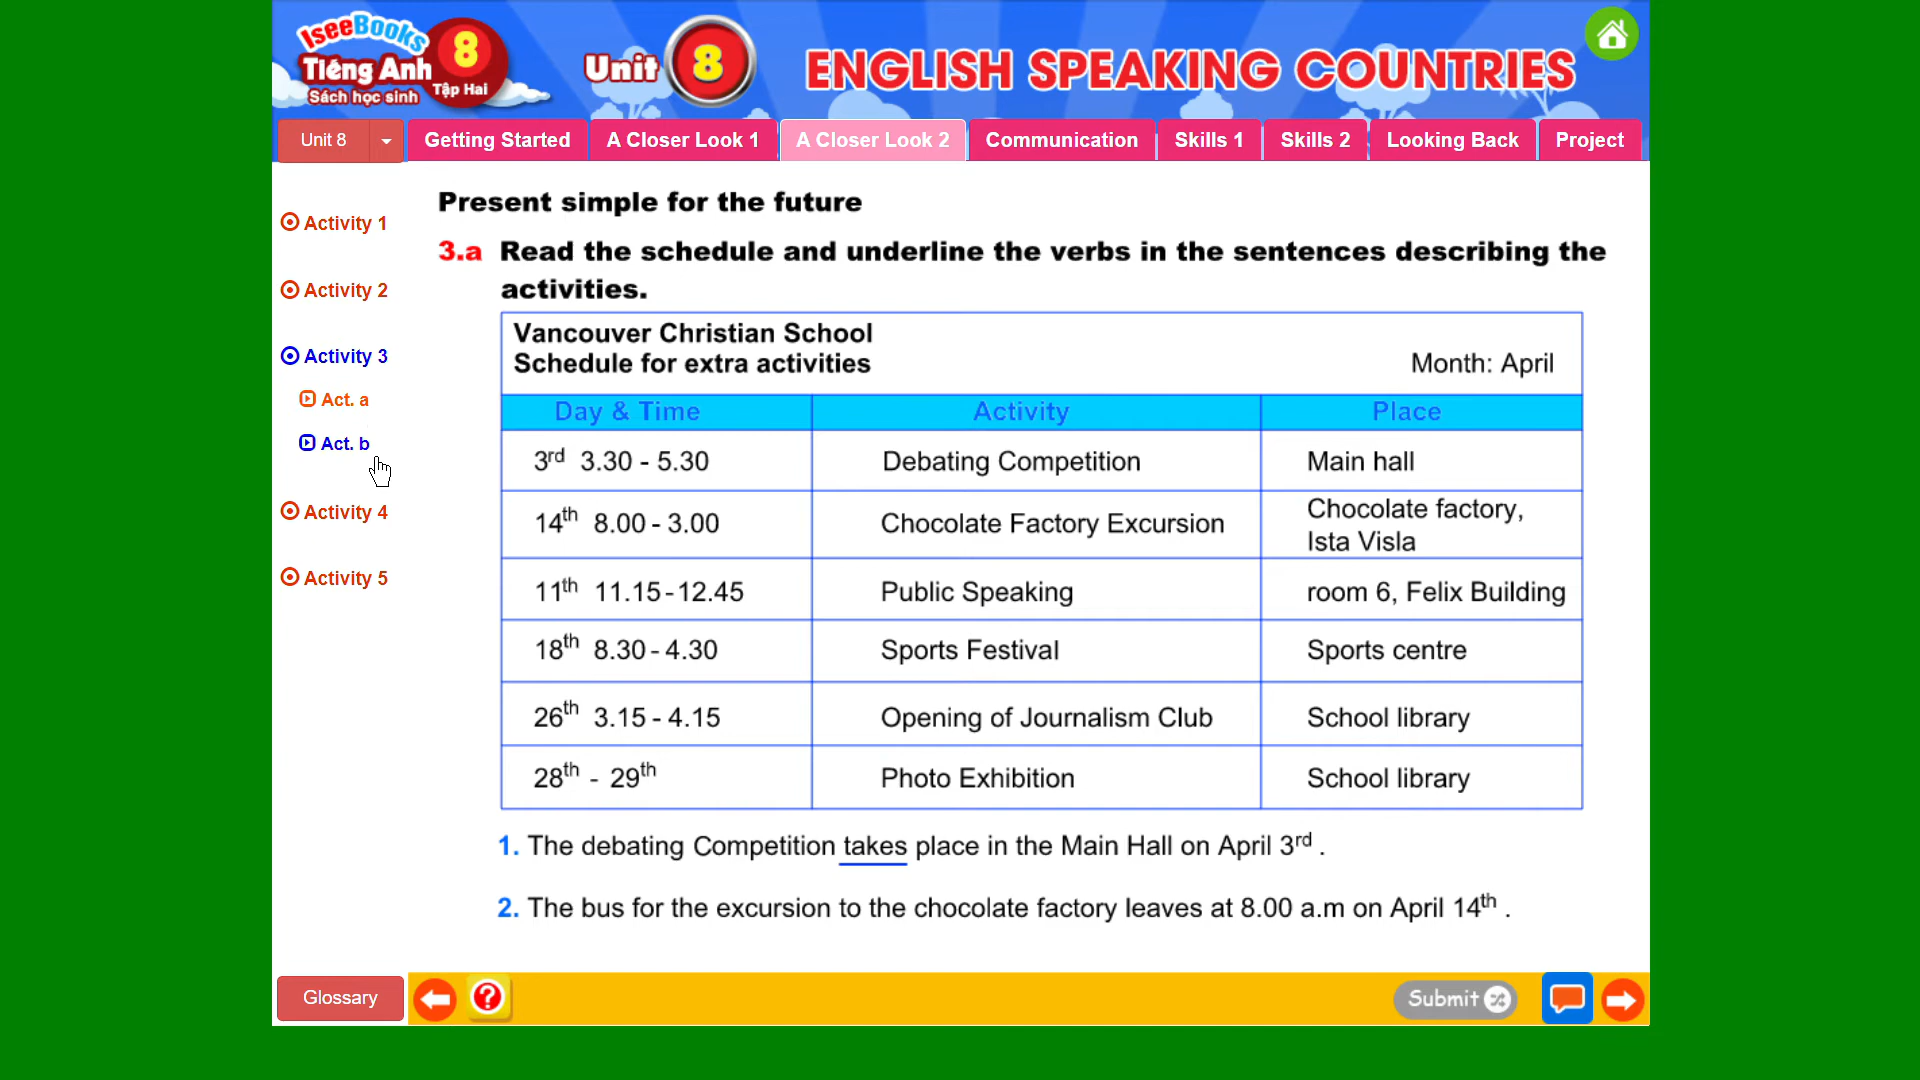 IseeBooks
Tiếng Anh 8
Sách học sinh Tập Hai
Unit 8 ENGLISH SPEAKING COUNTRIES
Unit 8 Getting Started A Closer Look 1 A Closer Look 2 Communication Skills 1 Skills 2 Looking Back Project
Activity 1
Activity 2
Activity 3
Act. a
Act. b
Activity 4
Activity 5
Present simple for the future
3.a Read the schedule and underline the verbs in the sentences describing the
activities.
Vancouver Christian School
Schedule for extra activities Month: April
Day & Time Activity Place
3rd 3.30 - 5.30 Debating Competition Main hall
14th 8.00 - 3.00 Chocolate Factory Excursion Chocolate factory,
Ista Visla
11th 11.15 - 12.45 Public Speaking room 6, Felix Building
18th 8.30 - 4.30 Sports Festival Sports centre
26th 3.15 - 4.15 Opening of Journalism Club School library
28th - 29th Photo Exhibition School library
1. The debating Competition takes place in the Main Hall on April 3rd .
2. The bus for the excursion to the chocolate factory leaves at 8.00 a.m on April 14th .
Glossary ? Submit